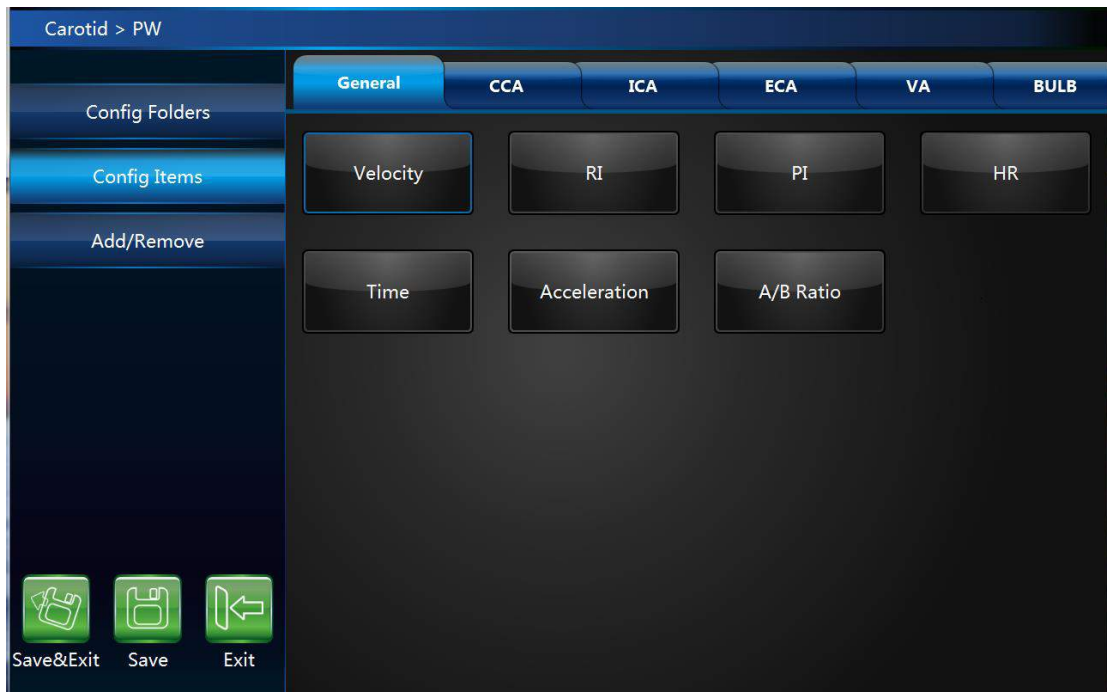 Carotid > PW
General CCA ICA ECA VA BULB
Config Folders
Config Items
Add/Remove
Velocity RI PI HR
Time Acceleration A/B Ratio
Save&Exit Save Exit